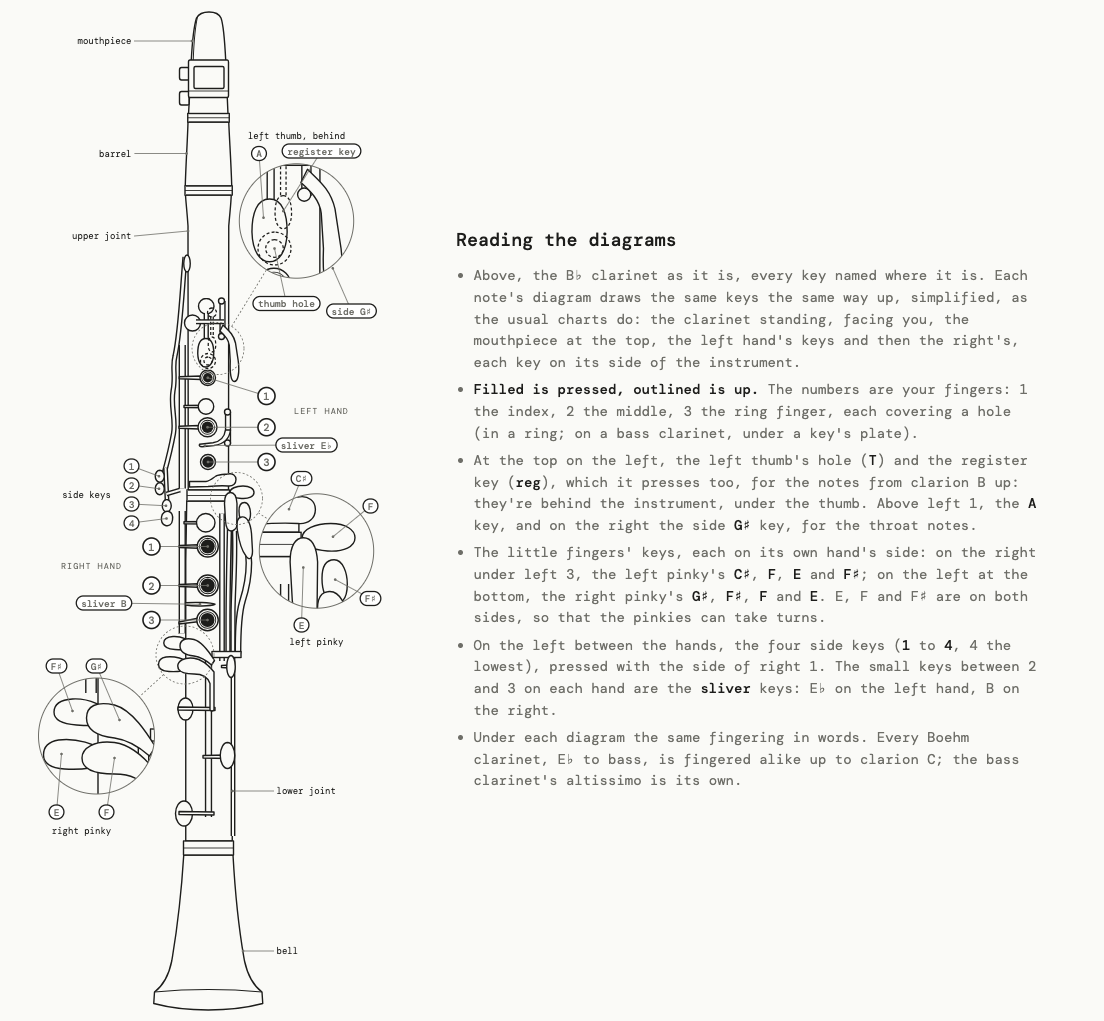 mouthpiece
left thumb, behind
A
register key
barrel
upper joint
thumb hole
side G♯
1
LEFT HAND
2
sliver E♭
3
1
2
side keys
3
4
C♯
F
1
RIGHT HAND
2
sliver B
3
F♯
E
left pinky
F♯
G♯
E
F
right pinky
lower joint
bell
Reading the diagrams
• Above, the B♭ clarinet as it is, every key named where it is. Each
note's diagram draws the same keys the same way up, simplified, as
the usual charts do: the clarinet standing, facing you, the
mouthpiece at the top, the left hand's keys and then the right's,
each key on its side of the instrument.
• Filled is pressed, outlined is up. The numbers are your fingers: 1
the index, 2 the middle, 3 the ring finger, each covering a hole
(in a ring; on a bass clarinet, under a key's plate).
• At the top on the left, the left thumb's hole (T) and the register
key (reg), which it presses too, for the notes from clarion B up:
they're behind the instrument, under the thumb. Above left 1, the A
key, and on the right the side G♯ key, for the throat notes.
• The little fingers' keys, each on its own hand's side: on the right
under left 3, the left pinky's C♯, F, E and F♯; on the left at the
bottom, the right pinky's G♯, F♯, F and E. E, F and F♯ are on both
sides, so that the pinkies can take turns.
• On the left between the hands, the four side keys (1 to 4, 4 the
lowest), pressed with the side of right 1. The small keys between 2
and 3 on each hand are the sliver keys: E♭ on the left hand, B on
the right.
• Under each diagram the same fingering in words. Every Boehm
clarinet, E♭ to bass, is fingered alike up to clarion C; the bass
clarinet's altissimo is its own.